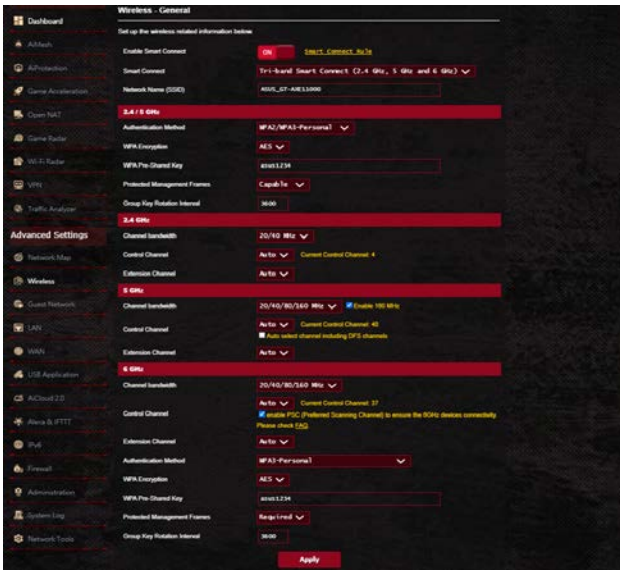 Wireless - General
Dashboard
Set up the wireless related information below
AiMesh
Enable Smart Connect
ON
Smart Connect Rule
AiProtection
Smart Connect
Tri-band Smart Connect (2.4 GHz, 5 GHz and 6 GHz)
Game Acceleration
Network Name (SSID)
ASUS_GT-AXE11000
Open NAT
2.4 / 5 GHz
Authentication Method
WPA2/WPA3-Personal
Game Radar
WPA Encryption
AES
Wi-Fi Radar
WPA Pre-Shared Key
asus1234
VPN
Protected Management Frames
Capable
Traffic Analyzer
Group Key Rotation Interval
3600
2.4 GHz
Advanced Settings
Channel bandwidth
20/40 MHz
Network Map
Control Channel
Auto
Current Control Channel: 4
Extension Channel
Auto
Wireless
5 GHz
Guest Network
Channel bandwidth
20/40/80/160 MHz
Enable 160 MHz
LAN
Control Channel
Auto
Current Control Channel: 40
Auto select channel including DFS channels
WAN
Extension Channel
Auto
6 GHz
USB Application
Channel bandwidth
20/40/80/160 MHz
AiCloud 2.0
Control Channel
Auto
Current Control Channel: 37
enable PSC (Preferred Scanning Channel) to ensure the 6GHz devices connectivity.
Please check FAQ
Alexa & IFTTT
IPv6
Extension Channel
Auto
Firewall
Authentication Method
WPA3-Personal
WPA Encryption
AES
Administration
WPA Pre-Shared Key
asus1234
System Log
Protected Management Frames
Required
Network Tools
Group Key Rotation Interval
3600
Apply